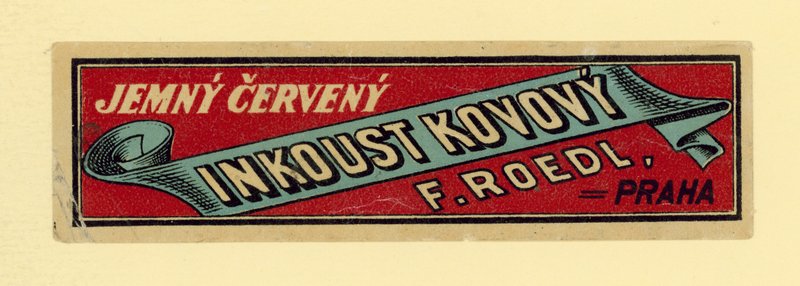 JEMNÝ ČERVENÝ
INKOUST KOVOVÝ
F. ROEDL,
= PRAHA